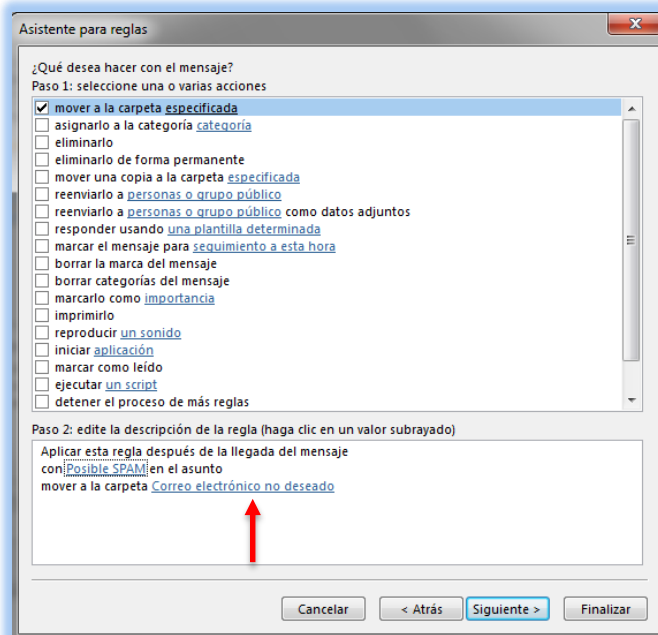 Asistente para reglas
¿Qué desea hacer con el mensaje?
Paso 1: seleccione una o varias acciones
mover a la carpeta especificada
asignarlo a la categoría categoría
eliminarlo
eliminarlo de forma permanente
mover una copia a la carpeta especificada
reenviarlo a personas o grupo público
reenviarlo a personas o grupo público como datos adjuntos
responder usando una plantilla determinada
marcar el mensaje para seguimiento a esta hora
borrar la marca del mensaje
borrar categorías del mensaje
marcarlo como importancia
imprimirlo
reproducir un sonido
iniciar aplicación
marcar como leído
ejecutar un script
detener el proceso de más reglas
Paso 2: edite la descripción de la regla (haga clic en un valor subrayado)
Aplicar esta regla después de la llegada del mensaje
con Posible SPAM en el asunto
mover a la carpeta Correo electrónico no deseado
Cancelar
< Atrás
Siguiente >
Finalizar